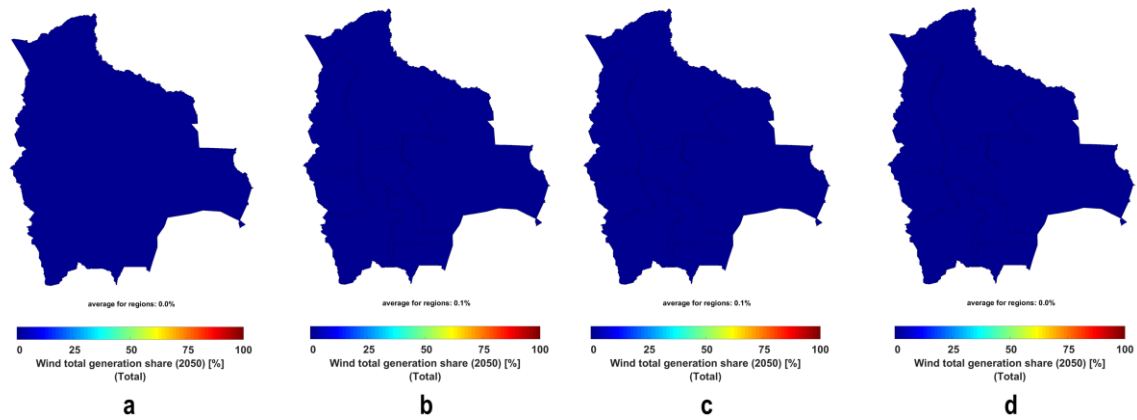 average for regions: 0.0%
0 25 50 75 100
Wind total generation share (2050) [%]
(Total)
a
average for regions: 0.1%
0 25 50 75 100
Wind total generation share (2050) [%]
(Total)
b
average for regions: 0.1%
0 25 50 75 100
Wind total generation share (2050) [%]
(Total)
c
average for regions: 0.0%
0 25 50 75 100
Wind total generation share (2050) [%]
(Total)
d